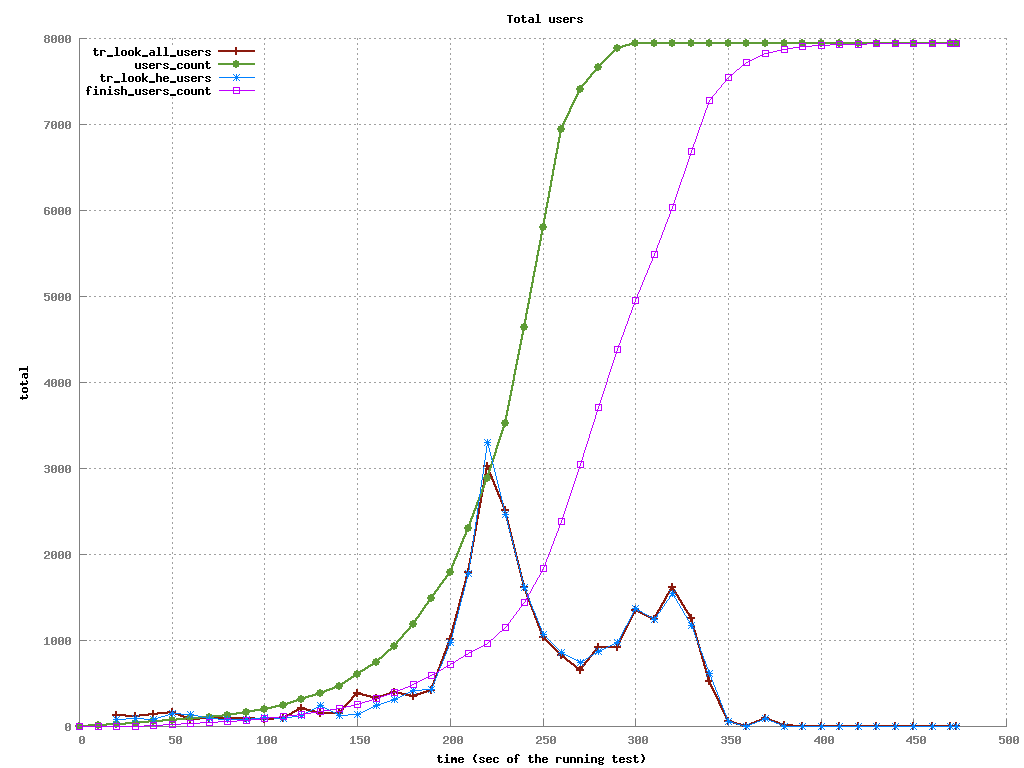 Total users
tr_look_all_users
users_count
tr_look_he_users
finish_users_count
8000
7000
6000
5000
4000
3000
2000
1000
0
total
0 50 100 150 200 250 300 350 400 450 500
time (sec of the running test)